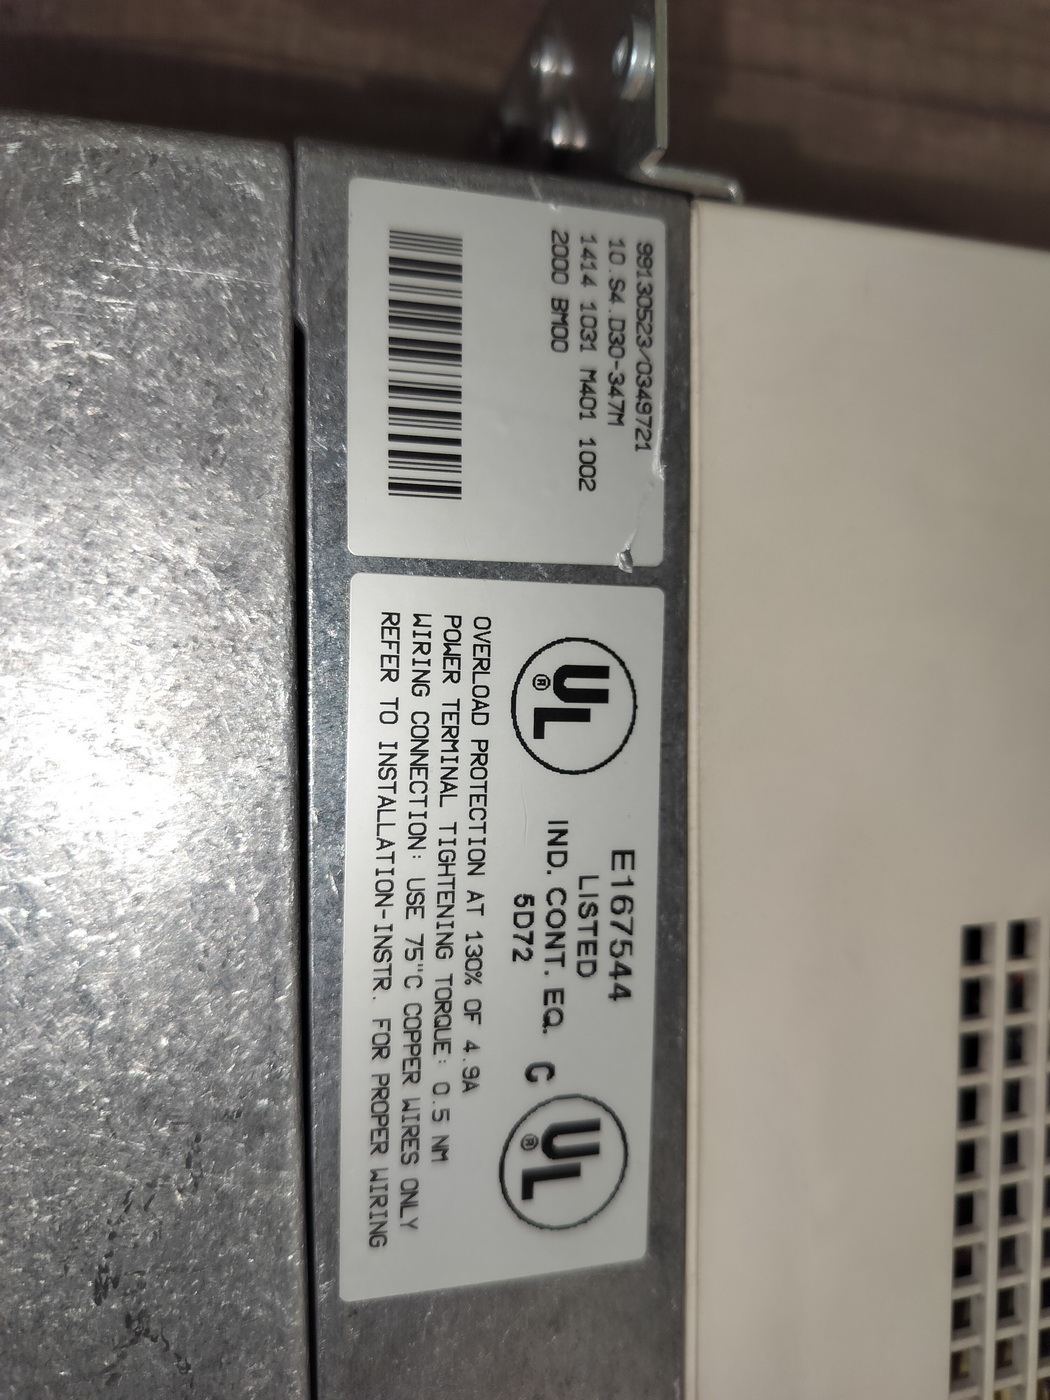 99130523/0349721
10.S4.D30-347M
1414 1031 M401 1002
2000 BM00
UL
®
E167544
LISTED
IND. CONT. EQ.
5D72
C
UL
®
OVERLOAD PROTECTION AT 130% OF 4.9A
POWER TERMINAL TIGHTENING TORQUE: 0.5 NM
WIRING CONNECTION: USE 75"C COPPER WIRES ONLY
REFER TO INSTALLATION-INSTR. FOR PROPER WIRING